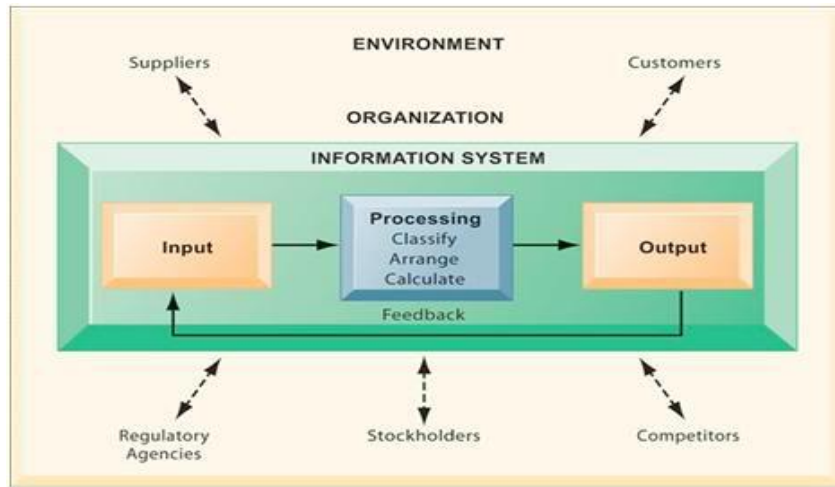 ENVIRONMENT
Suppliers
Customers
ORGANIZATION
INFORMATION SYSTEM
Input
Processing
Classify
Arrange
Calculate
Output
Feedback
Regulatory
Agencies
Stockholders
Competitors